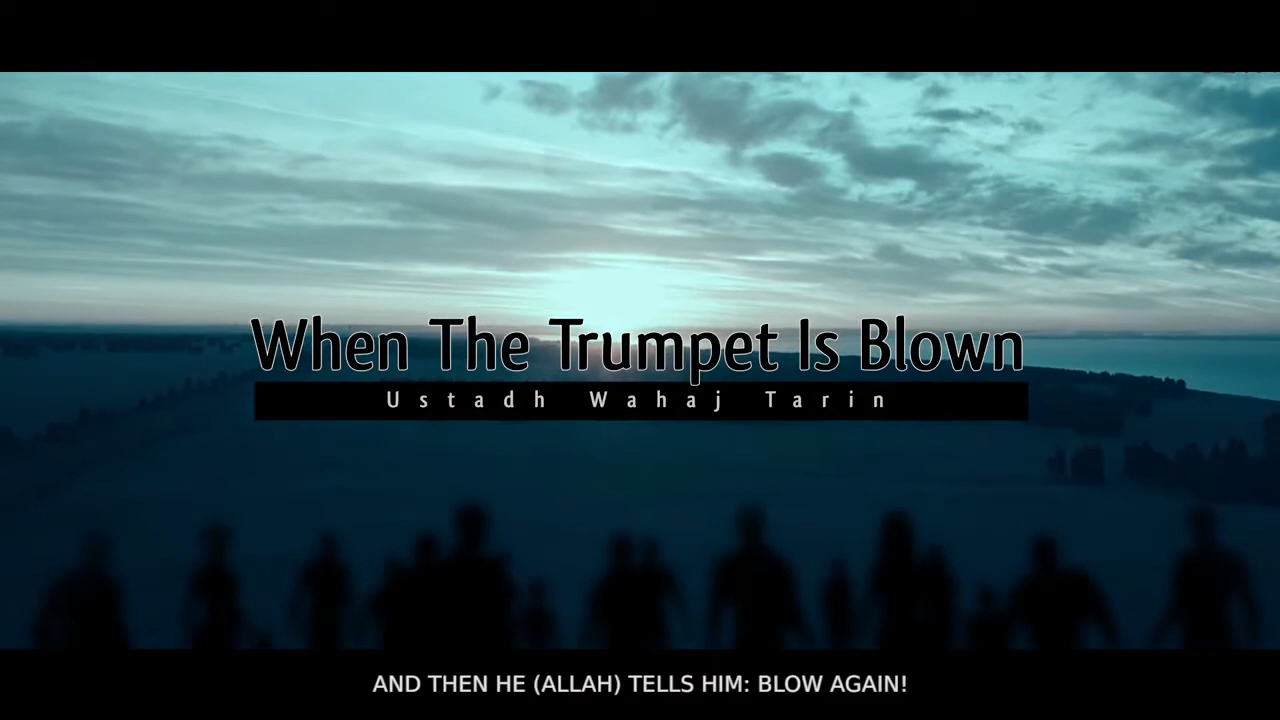 When The Trumpet Is Blown
Ustadh Wahaj Tarin
AND THEN HE (ALLAH) TELLS HIM: BLOW AGAIN!